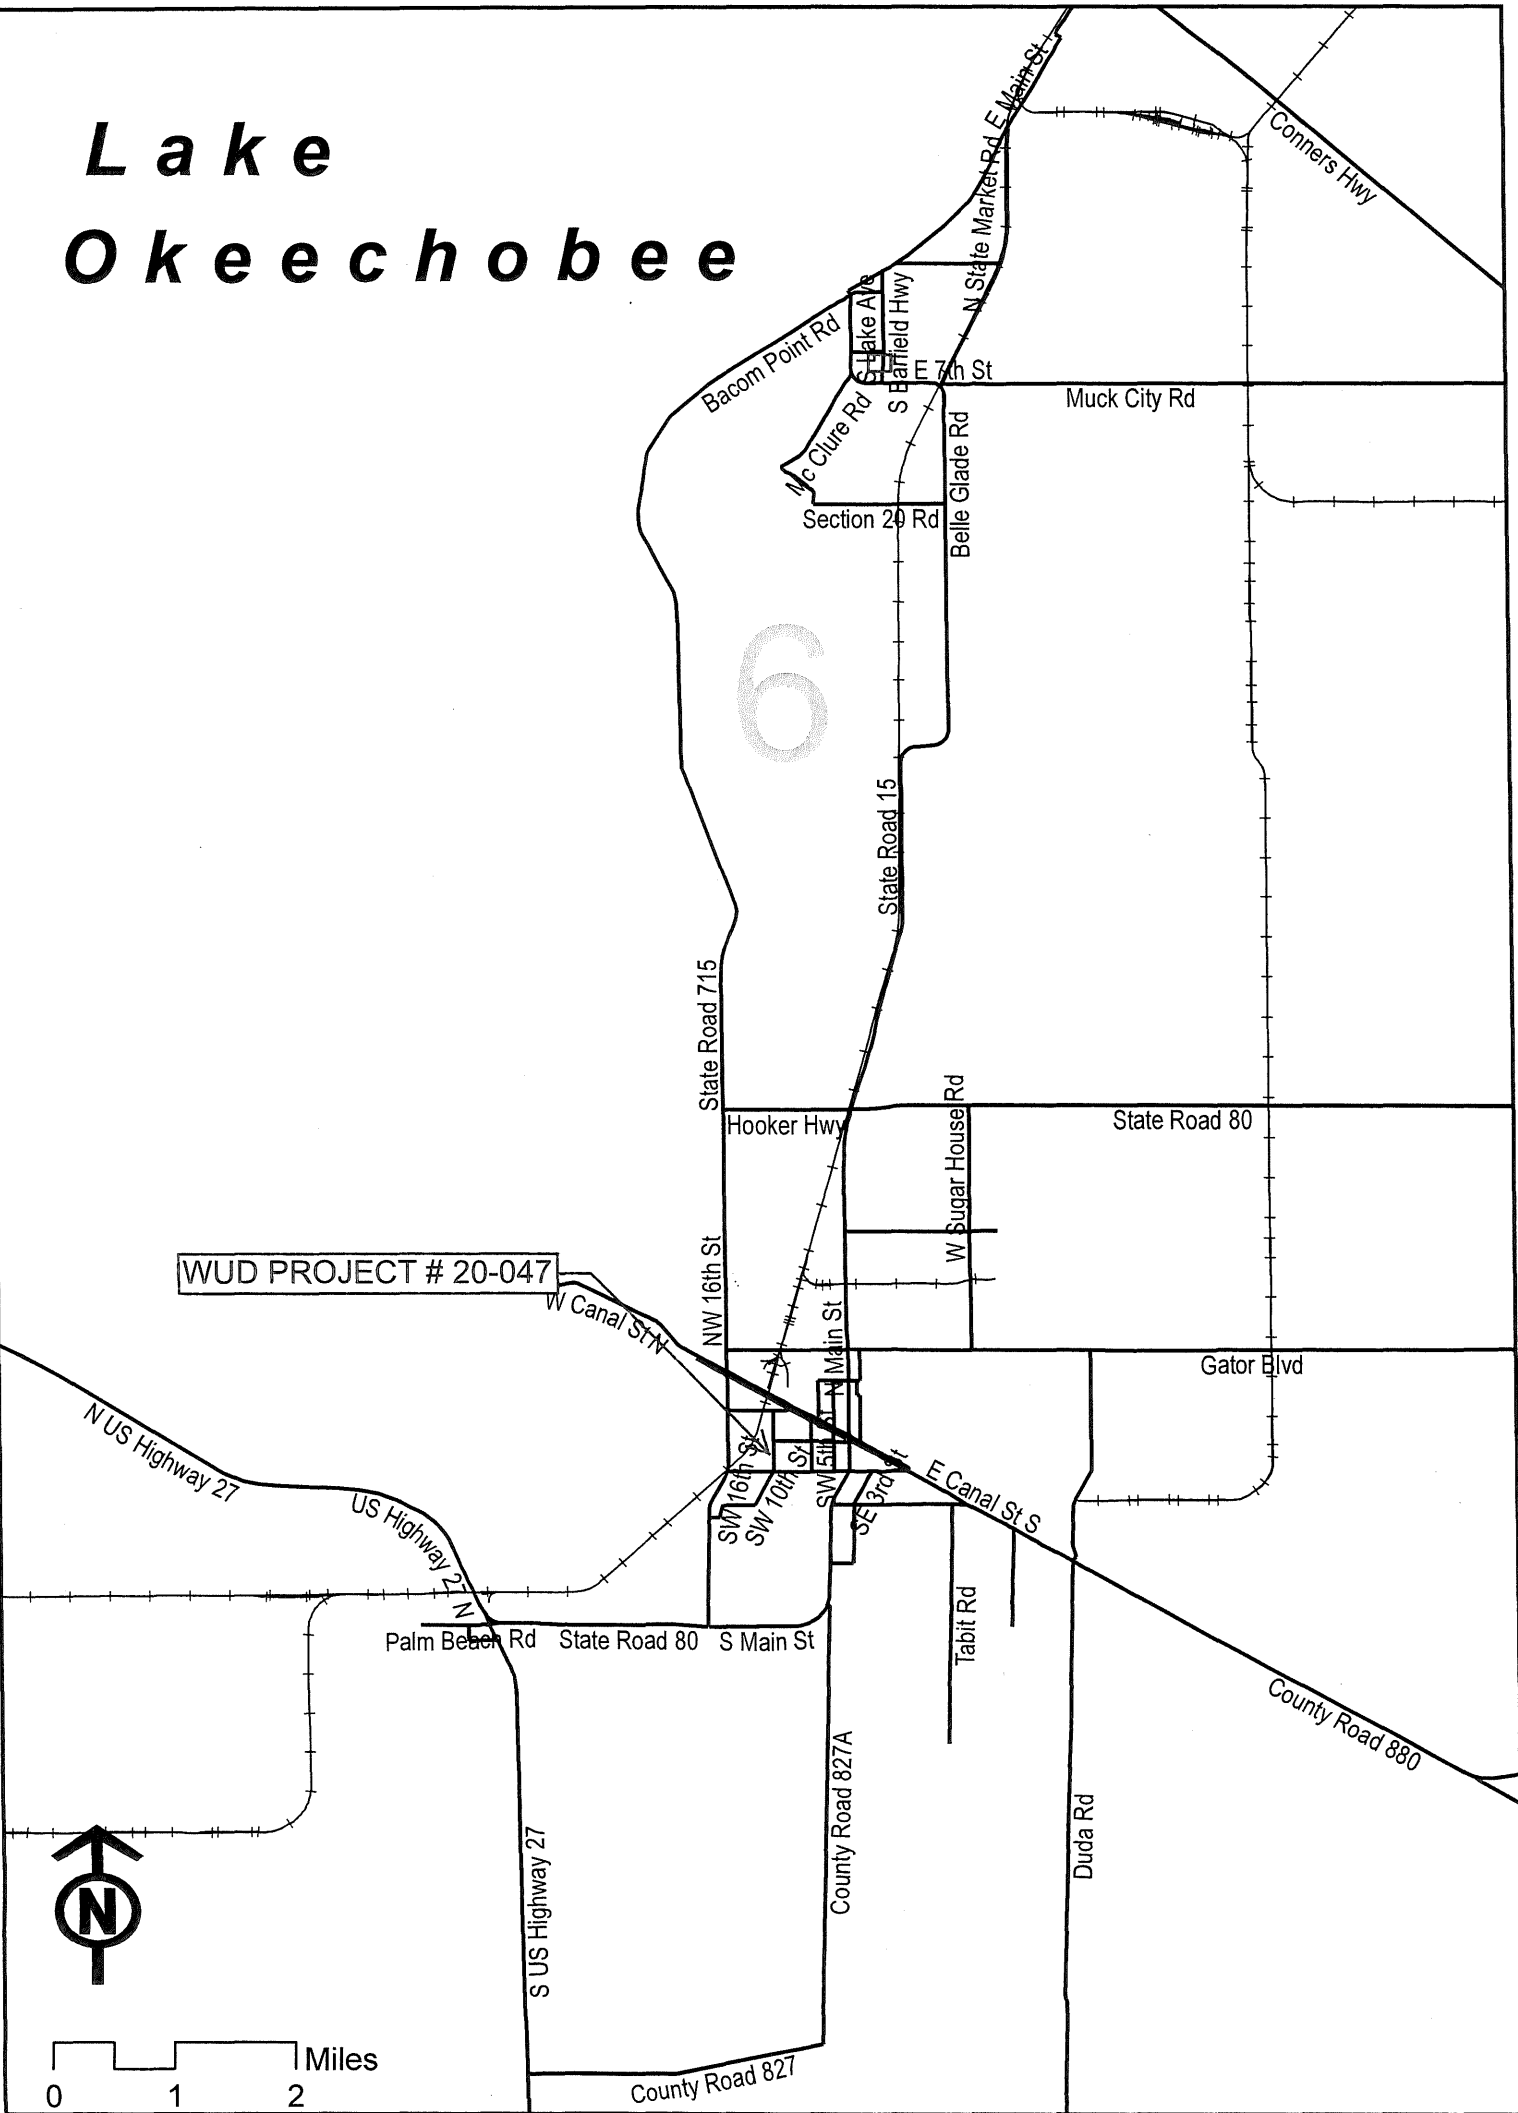 Lake
Okeechobee
E Main St
N State Market Rd
Conners Hwy
S Lake Ave
S Barfield Hwy
Bacom Point Rd
E 7th St
Muck City Rd
Mc Clure Rd
Belle Glade Rd
Section 20 Rd
6
State Road 15
State Road 715
Hooker Hwy
W Sugar House Rd
State Road 80
NW 16th St
WUD PROJECT # 20-047
W Canal St N
N Main St
Gator Blvd
N US Highway 27
SW 16th St
SW 10th St
SW 5th St
SE 3rd St
E Canal St S
US Highway 27 N
Palm Beach Rd
State Road 80
S Main St
Tabit Rd
County Road 880
County Road 827A
Duda Rd
S US Highway 27
N
Miles
0 1 2
County Road 827